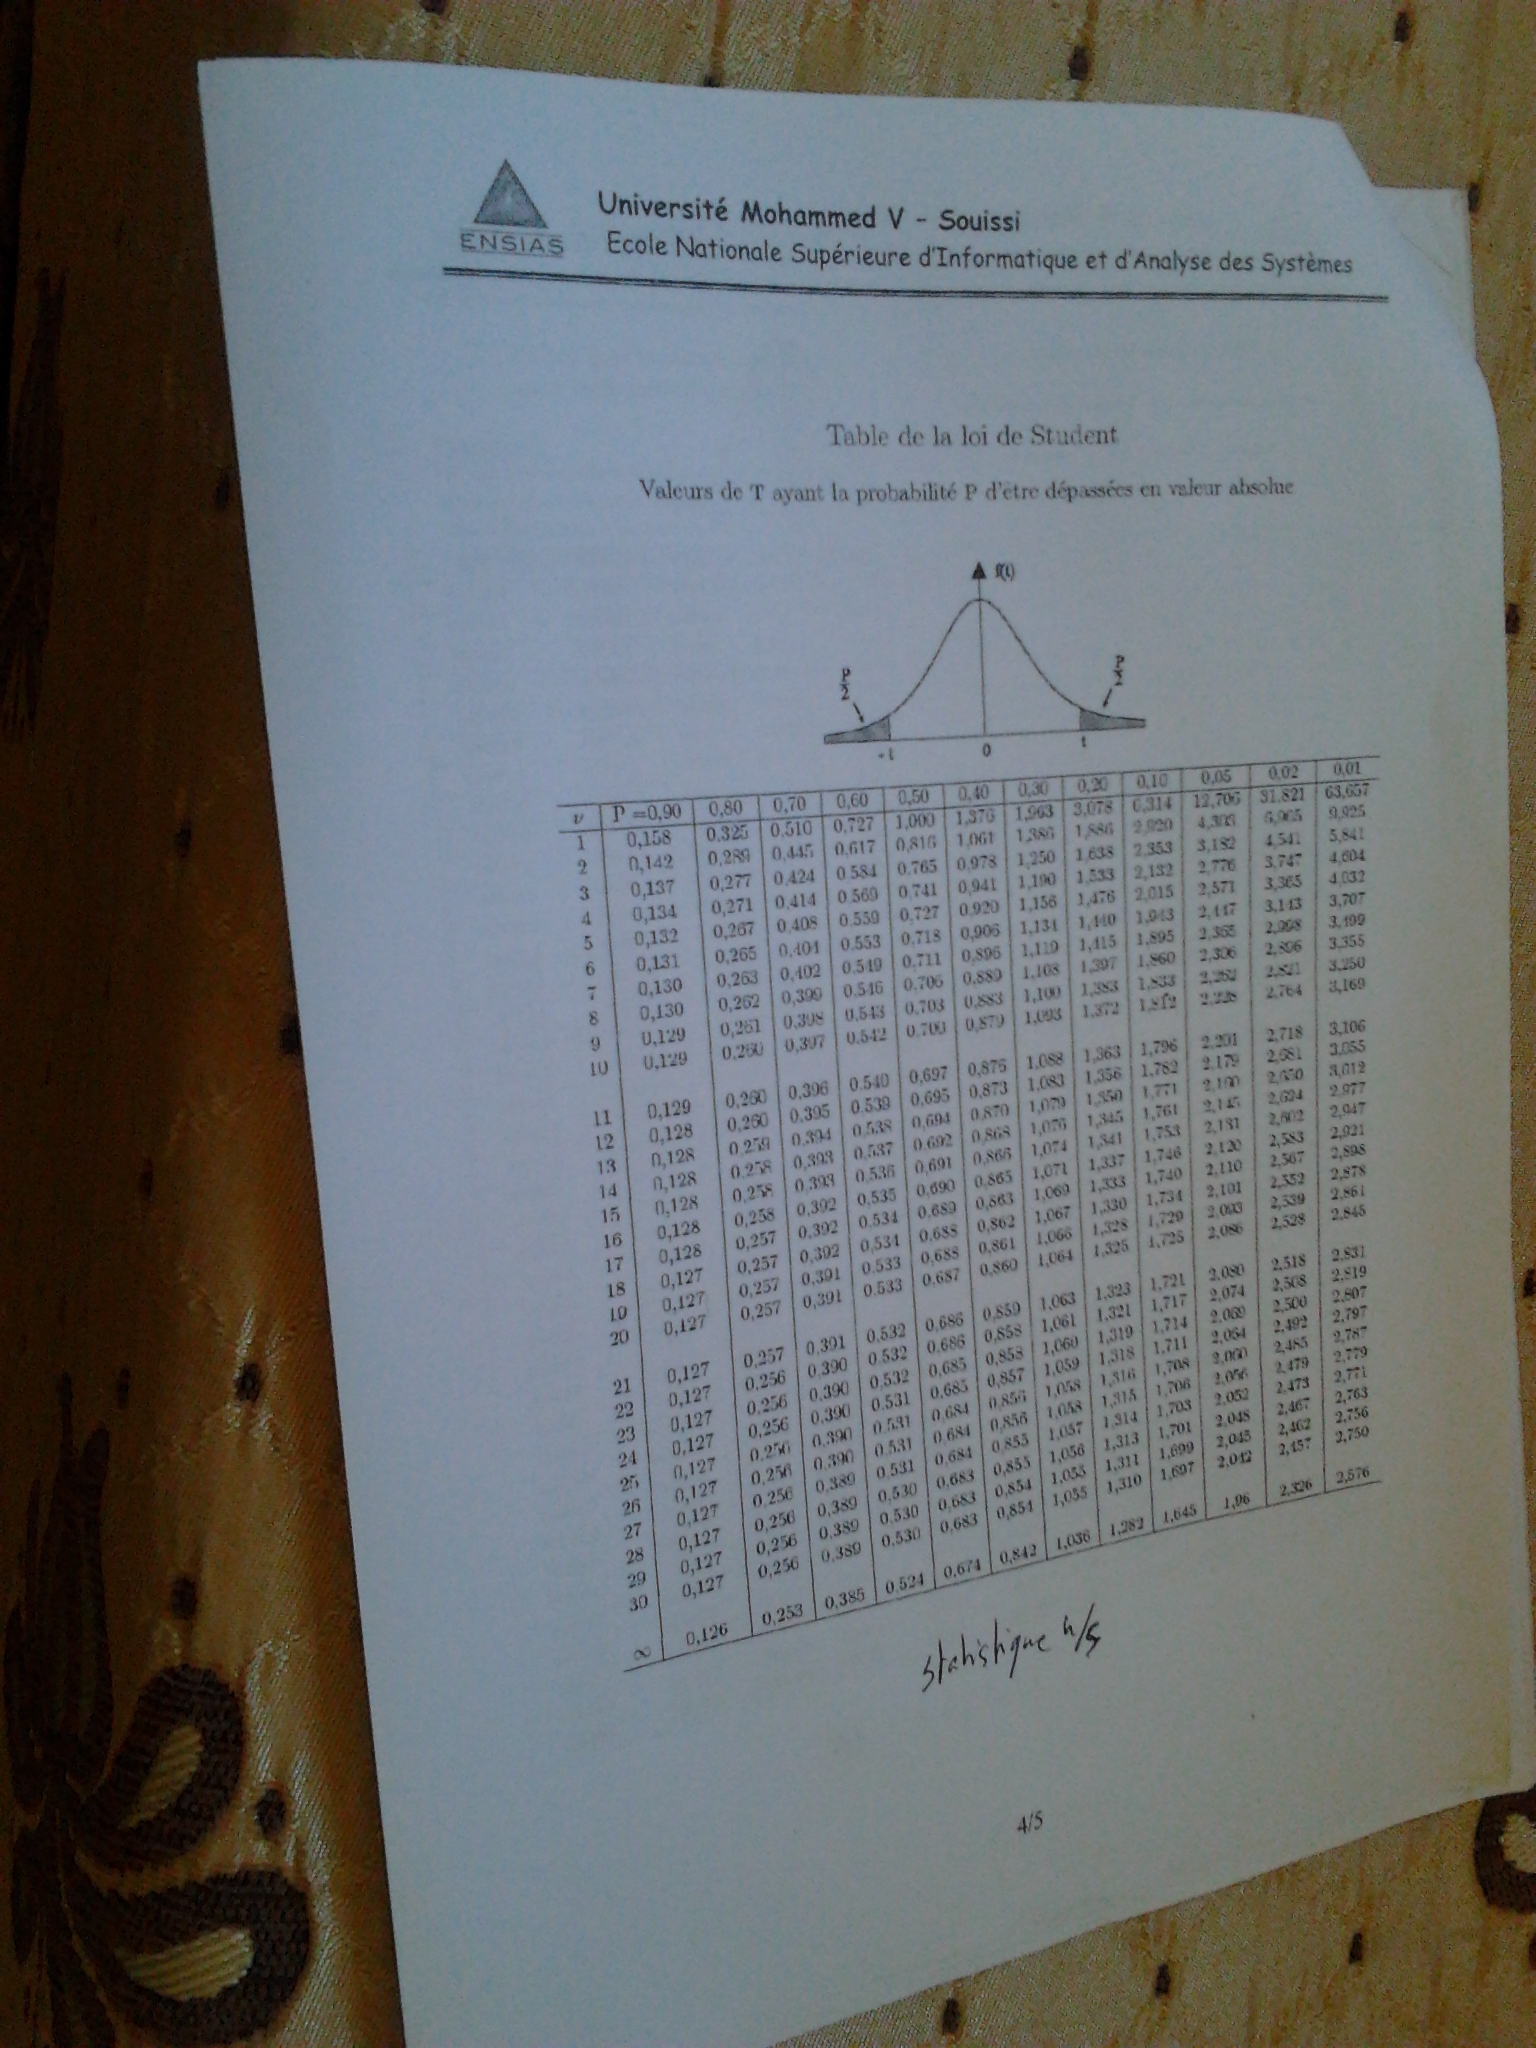 ENSIAS
Université Mohammed V - Souissi
Ecole Nationale Supérieure d'Informatique et d'Analyse des Systèmes
Table de la loi de Student
Valeurs de T ayant la probabilité P d'être dépassées en valeur absolue
f(t)
P/2
P/2
-t 0 t
ν P =0,90 0,80 0,70 0,60 0,50 0,40 0,30 0,20 0,10 0,05 0,02 0,01
1 0,158 0,325 0,510 0,727 1,000 1,376 1,963 3,078 6,314 12,706 31,821 63,657
2 0,142 0,289 0,445 0,617 0,816 1,061 1,386 1,886 2,920 4,303 6,965 9,925
3 0,137 0,277 0,424 0,584 0,765 0,978 1,250 1,638 2,353 3,182 4,541 5,841
4 0,134 0,271 0,414 0,569 0,741 0,941 1,190 1,533 2,132 2,776 3,747 4,604
5 0,132 0,267 0,408 0,559 0,727 0,920 1,156 1,476 2,015 2,571 3,365 4,032
6 0,131 0,265 0,404 0,553 0,718 0,906 1,134 1,440 1,943 2,447 3,143 3,707
7 0,130 0,263 0,402 0,549 0,711 0,896 1,119 1,415 1,895 2,365 2,998 3,499
8 0,130 0,262 0,399 0,546 0,706 0,889 1,108 1,397 1,860 2,306 2,896 3,355
9 0,129 0,261 0,398 0,543 0,703 0,883 1,100 1,383 1,833 2,262 2,821 3,250
10 0,129 0,260 0,397 0,542 0,700 0,879 1,093 1,372 1,812 2,228 2,764 3,169
11 0,129 0,260 0,396 0,540 0,697 0,876 1,088 1,363 1,796 2,201 2,718 3,106
12 0,128 0,260 0,395 0,539 0,695 0,873 1,083 1,356 1,782 2,179 2,681 3,055
13 0,128 0,259 0,394 0,538 0,694 0,870 1,079 1,350 1,771 2,160 2,650 3,012
14 0,128 0,258 0,393 0,537 0,692 0,868 1,076 1,345 1,761 2,145 2,624 2,977
15 0,128 0,258 0,393 0,536 0,691 0,866 1,074 1,341 1,753 2,131 2,602 2,947
16 0,128 0,258 0,392 0,535 0,690 0,865 1,071 1,337 1,746 2,120 2,583 2,921
17 0,128 0,257 0,392 0,534 0,689 0,863 1,069 1,333 1,740 2,110 2,567 2,898
18 0,127 0,257 0,392 0,534 0,688 0,862 1,067 1,330 1,734 2,101 2,552 2,878
19 0,127 0,257 0,391 0,533 0,688 0,861 1,066 1,328 1,729 2,093 2,539 2,861
20 0,127 0,257 0,391 0,533 0,687 0,860 1,064 1,325 1,725 2,086 2,528 2,845
21 0,127 0,257 0,391 0,532 0,686 0,859 1,063 1,323 1,721 2,080 2,518 2,831
22 0,127 0,256 0,390 0,532 0,686 0,858 1,061 1,321 1,717 2,074 2,508 2,819
23 0,127 0,256 0,390 0,532 0,685 0,858 1,060 1,319 1,714 2,069 2,500 2,807
24 0,127 0,256 0,390 0,531 0,685 0,857 1,059 1,318 1,711 2,064 2,492 2,797
25 0,127 0,256 0,390 0,531 0,684 0,856 1,058 1,316 1,708 2,060 2,485 2,787
26 0,127 0,256 0,390 0,531 0,684 0,856 1,058 1,315 1,706 2,056 2,479 2,779
27 0,127 0,256 0,389 0,531 0,684 0,855 1,057 1,314 1,703 2,052 2,473 2,771
28 0,127 0,256 0,389 0,530 0,683 0,855 1,056 1,313 1,701 2,048 2,467 2,763
29 0,127 0,256 0,389 0,530 0,683 0,854 1,055 1,311 1,699 2,045 2,462 2,756
30 0,127 0,256 0,389 0,530 0,683 0,854 1,055 1,310 1,697 2,042 2,457 2,750
∞ 0,126 0,253 0,385 0,524 0,674 0,842 1,036 1,282 1,645 1,96 2,326 2,576
statistique 4/5
4/5